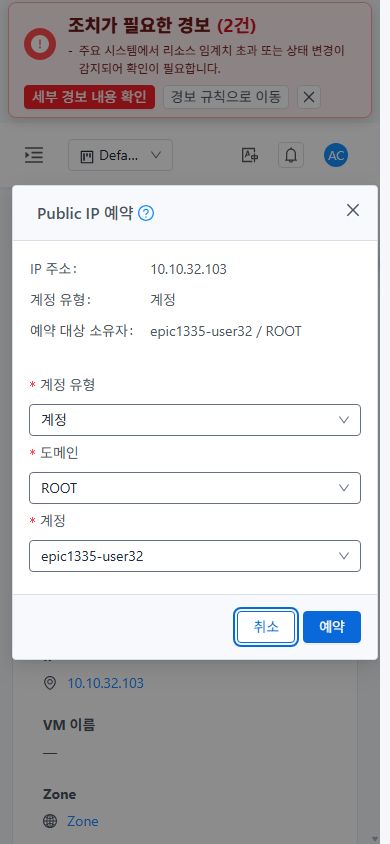 조치가 필요한 경보 (2건)
- 주요 시스템에서 리소스 임계치 초과 또는 상태 변경이
감지되어 확인이 필요합니다.
세부 경보 내용 확인
경보 규칙으로 이동
Defa...
AC
Public IP 예약
IP 주소:
10.10.32.103
계정 유형:
계정
예약 대상 소유자:
epic1335-user32 / ROOT
* 계정 유형
계정
* 도메인
ROOT
* 계정
epic1335-user32
취소
예약
10.10.32.103
VM 이름
—
Zone
Zone